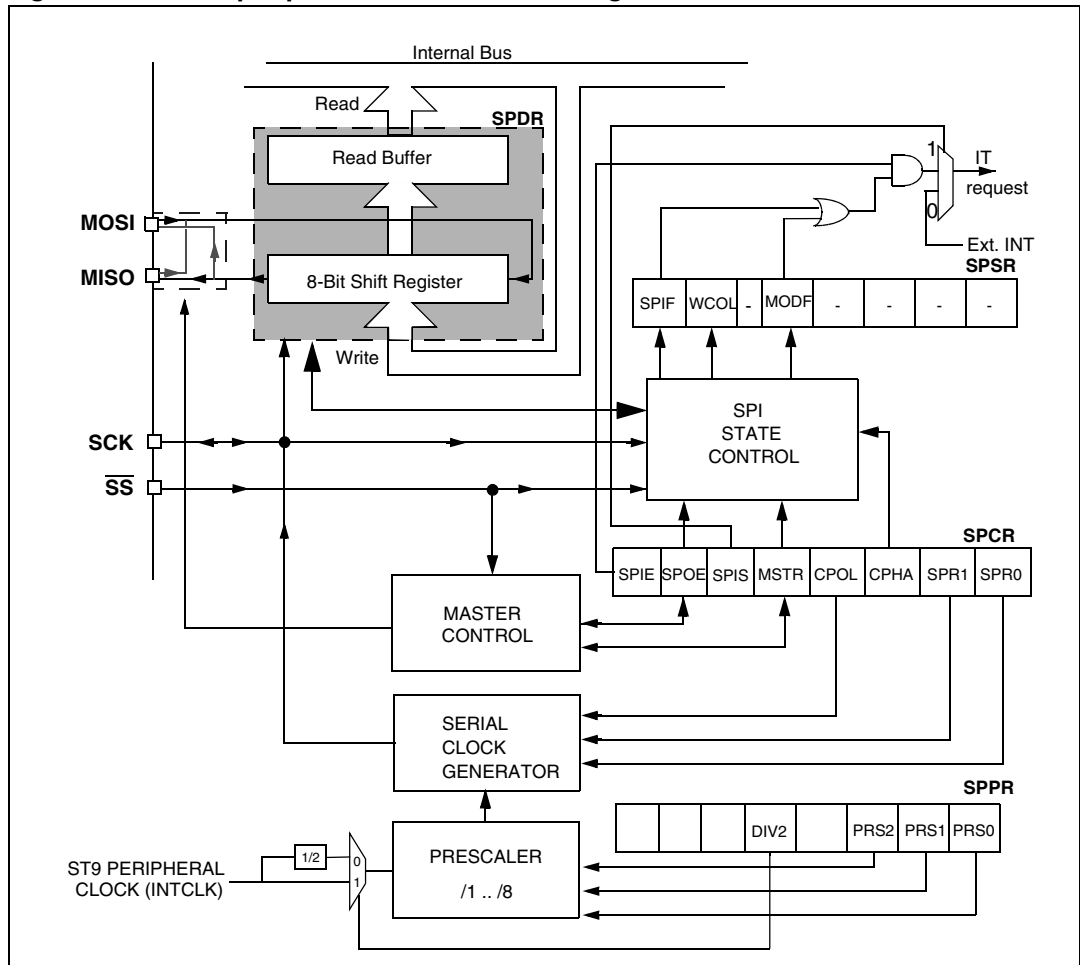 Internal Bus
Read
SPDR
Read Buffer
1
IT
request
MOSI
0
Ext. INT
MISO
8-Bit Shift Register
SPSR
SPIF WCOL - MODF - - - -
Write
SPI
STATE
CONTROL
SCK
SS
SPCR
SPIE SPOE SPIS MSTR CPOL CPHA SPR1 SPR0
MASTER
CONTROL
SERIAL
CLOCK
GENERATOR
SPPR
DIV2 PRS2 PRS1 PRS0
ST9 PERIPHERAL
CLOCK (INTCLK)
1/2
0
1
PRESCALER
/1 .. /8